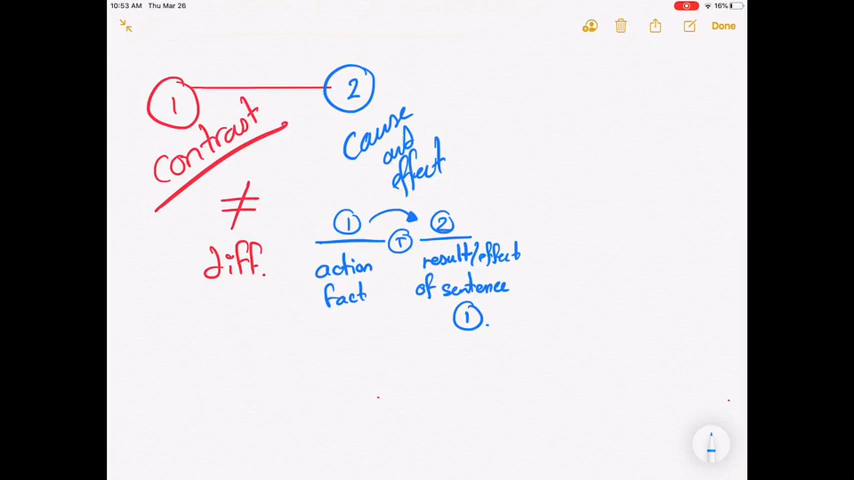 10:53 AM Thu Mar 26
16%
Done
1
2
contrast
cause
and
effect
≠
diff.
1
2
T
action
fact
result/effect
of sentence
1.